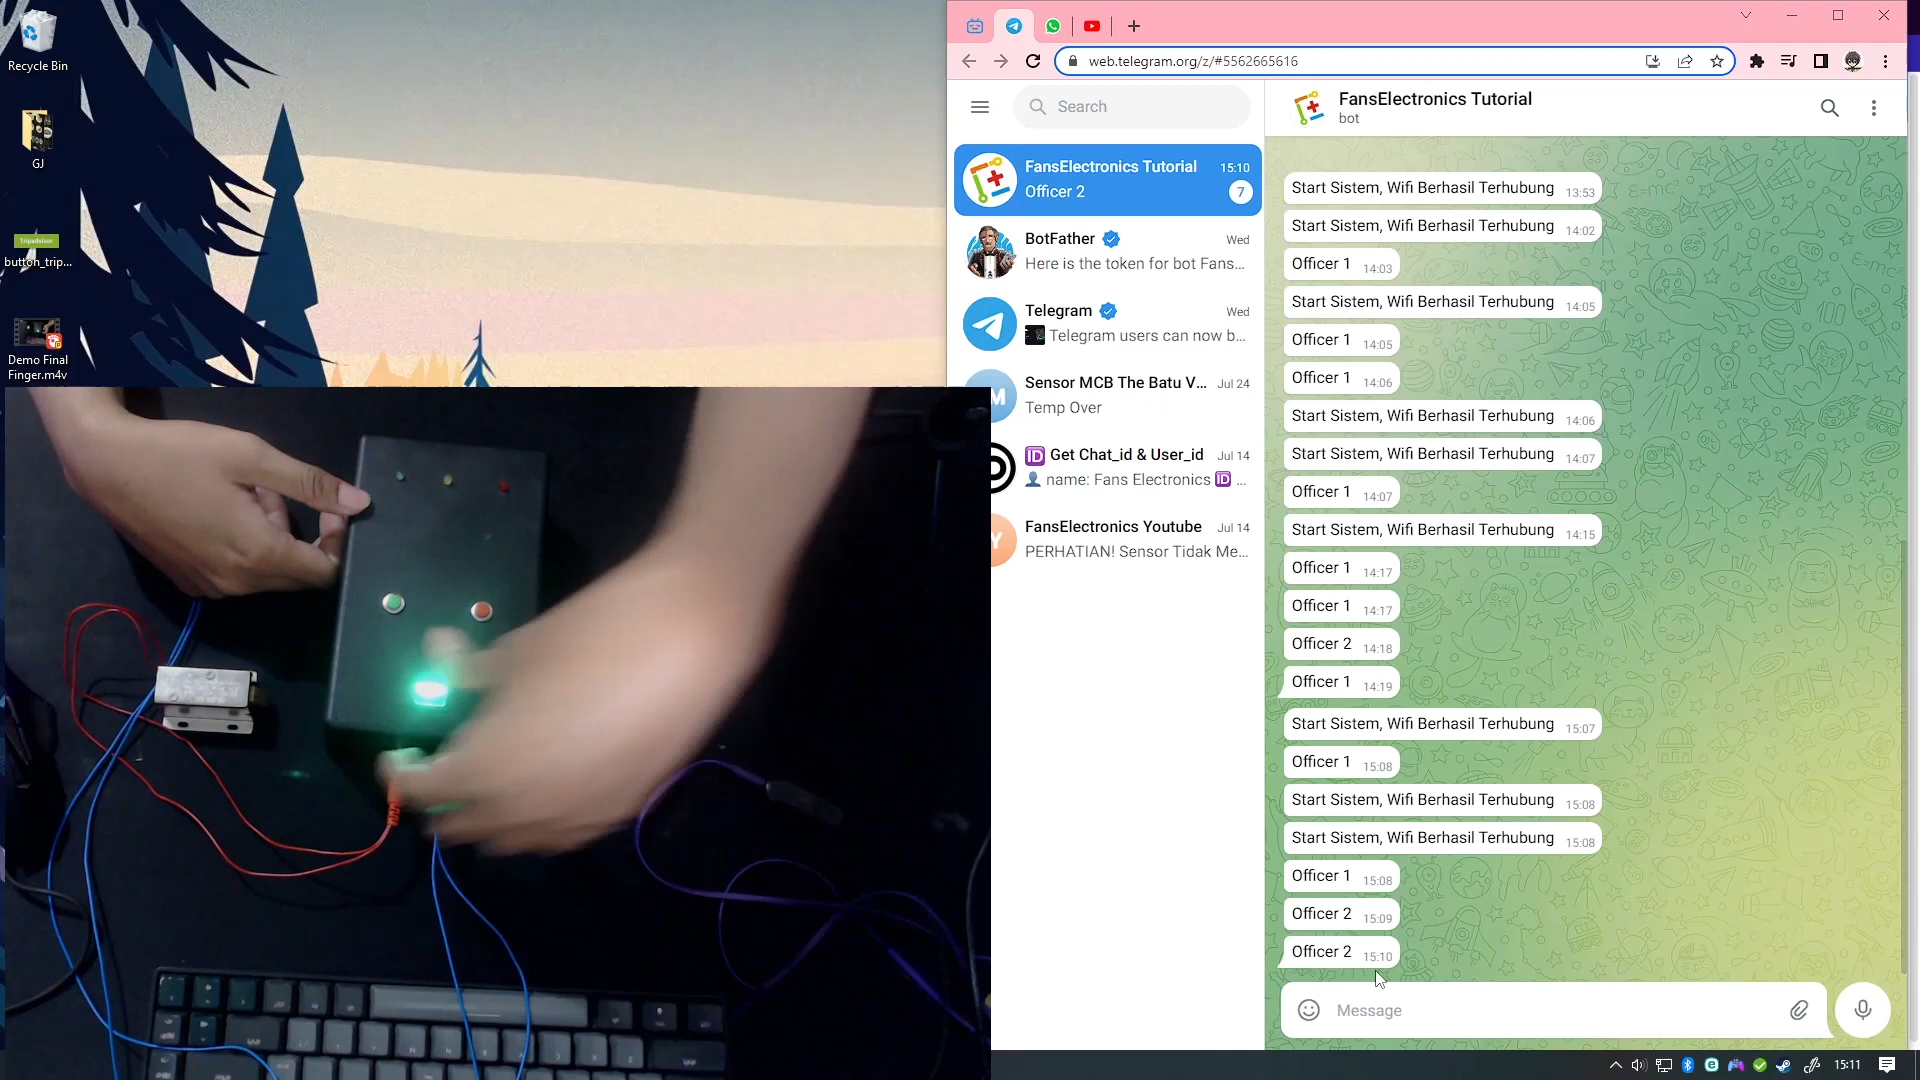 Recycle Bin
GJ
Tripadvisor
button_trip...
Demo Final
Finger.m4v
web.telegram.org/z/#5562665616
Search
FansElectronics Tutorial 15:10
Officer 2 7
BotFather Wed
Here is the token for bot Fans...
Telegram Wed
Telegram users can now b...
M
Sensor MCB The Batu V... Jul 24
Temp Over
ID Get Chat_id & User_id Jul 14
name: Fans Electronics ID ...
Y
FansElectronics Youtube Jul 14
PERHATIAN! Sensor Tidak Me...
FansElectronics Tutorial
bot
Start Sistem, Wifi Berhasil Terhubung 13:53
Start Sistem, Wifi Berhasil Terhubung 14:02
Officer 1 14:03
Start Sistem, Wifi Berhasil Terhubung 14:05
Officer 1 14:05
Officer 1 14:06
Start Sistem, Wifi Berhasil Terhubung 14:06
Start Sistem, Wifi Berhasil Terhubung 14:07
Officer 1 14:07
Start Sistem, Wifi Berhasil Terhubung 14:15
Officer 1 14:17
Officer 1 14:17
Officer 2 14:18
Officer 1 14:19
Start Sistem, Wifi Berhasil Terhubung 15:07
Officer 1 15:08
Start Sistem, Wifi Berhasil Terhubung 15:08
Start Sistem, Wifi Berhasil Terhubung 15:08
Officer 1 15:08
Officer 2 15:09
Officer 2 15:10
Message
15:11